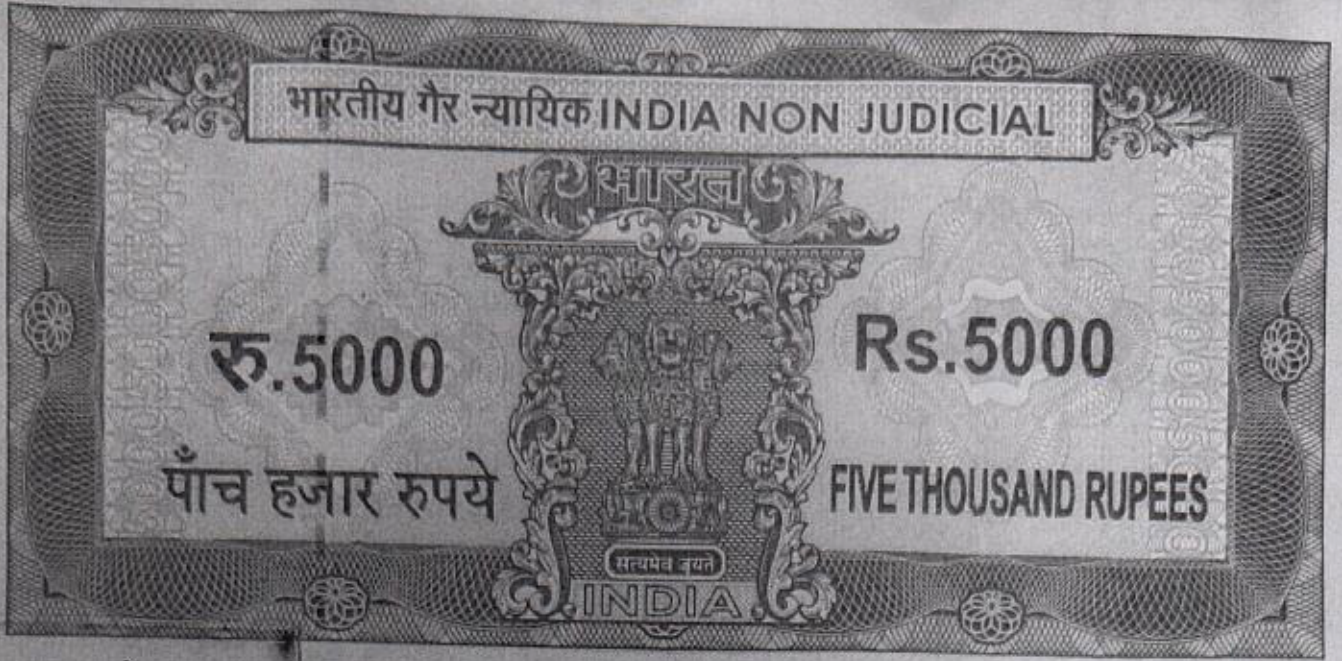 भारतीय गैर न्यायिक INDIA NON JUDICIAL
भारत
रु.5000
Rs.5000
पाँच हजार रुपये
FIVE THOUSAND RUPEES
सत्यमेव जयते
INDIA